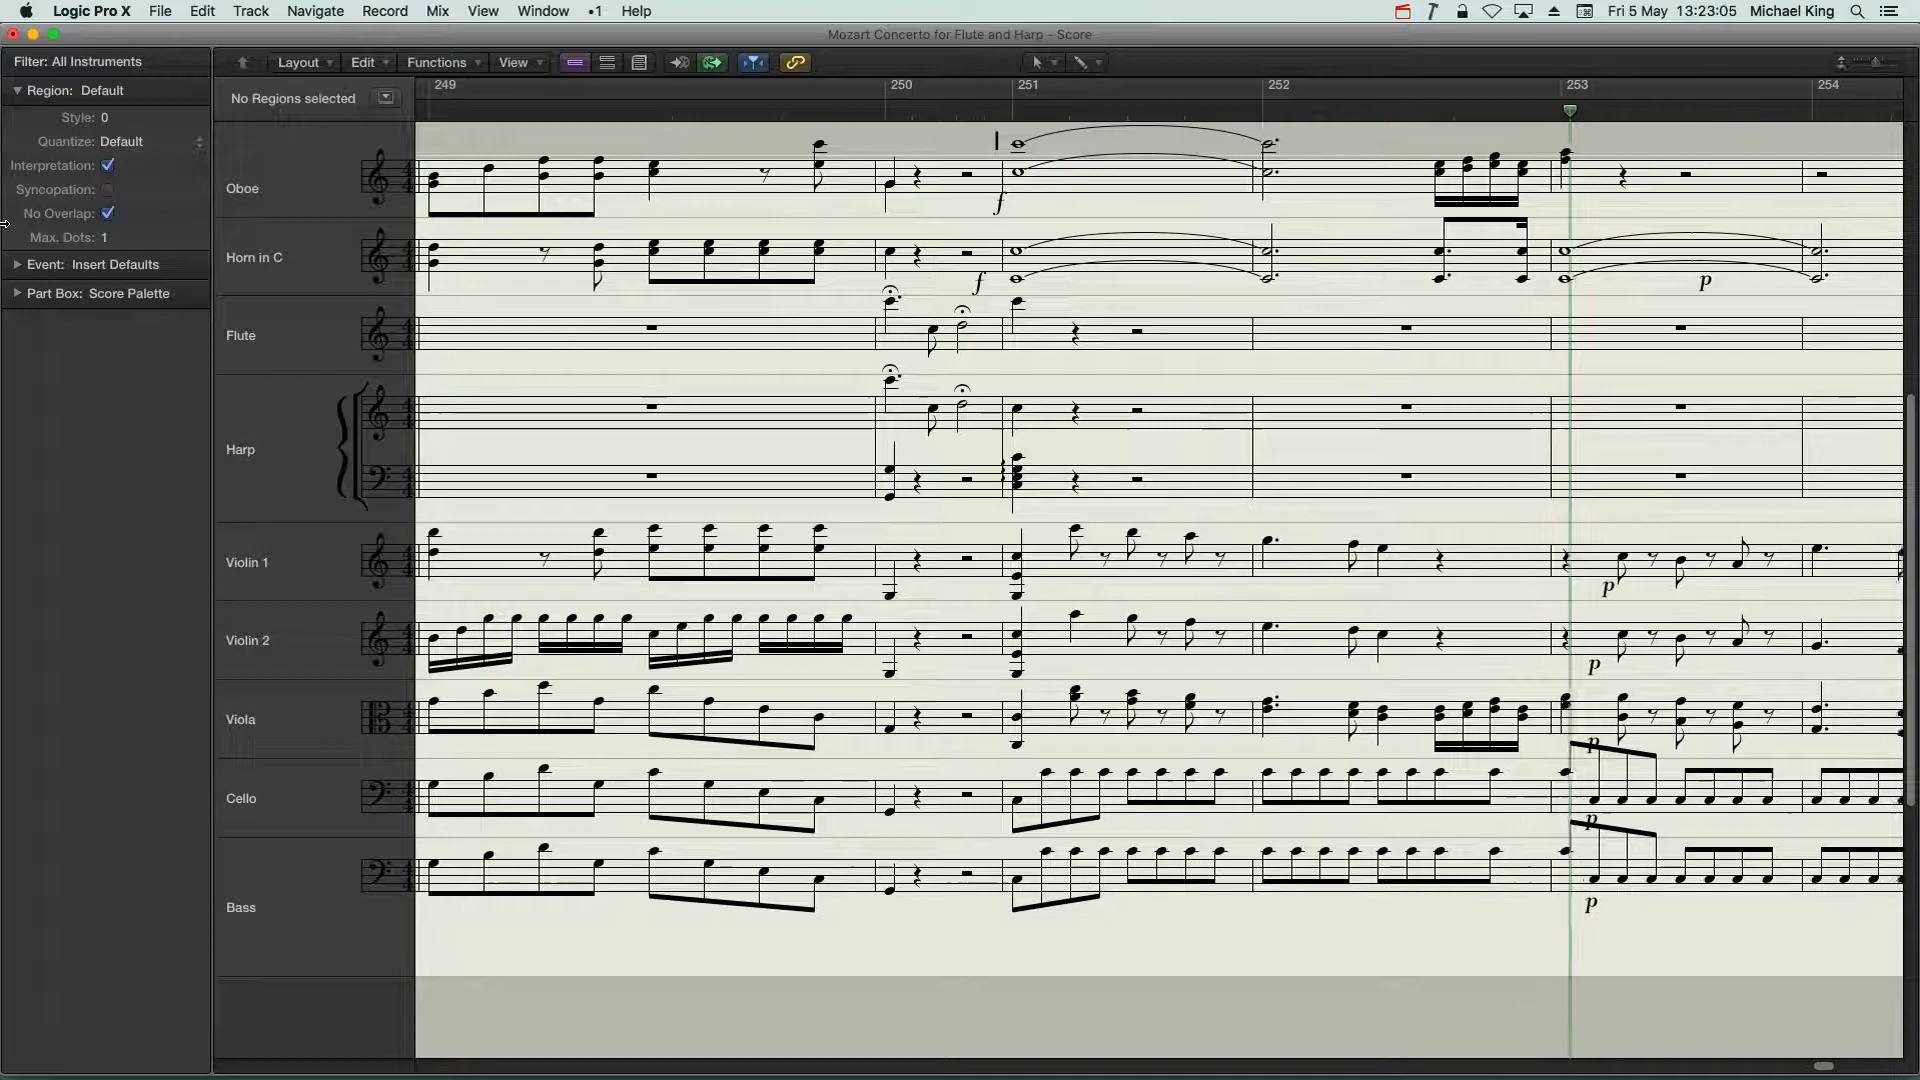 Logic Pro X File Edit Track Navigate Record Mix View Window •1 Help Fri 5 May 13:23:05 Michael King
Mozart Concerto for Flute and Harp - Score
Filter: All Instruments
Layout Edit Functions View
Region: Default
Style: 0
Quantize: Default
Interpretation:
Syncopation:
No Overlap:
Max. Dots: 1
Event: Insert Defaults
Part Box: Score Palette
No Regions selected
249 250 251 252 253 254
Oboe
f
Horn in C
f p
Flute
Harp
Violin 1
p
Violin 2
p
Viola
p
Cello
p
Bass
p